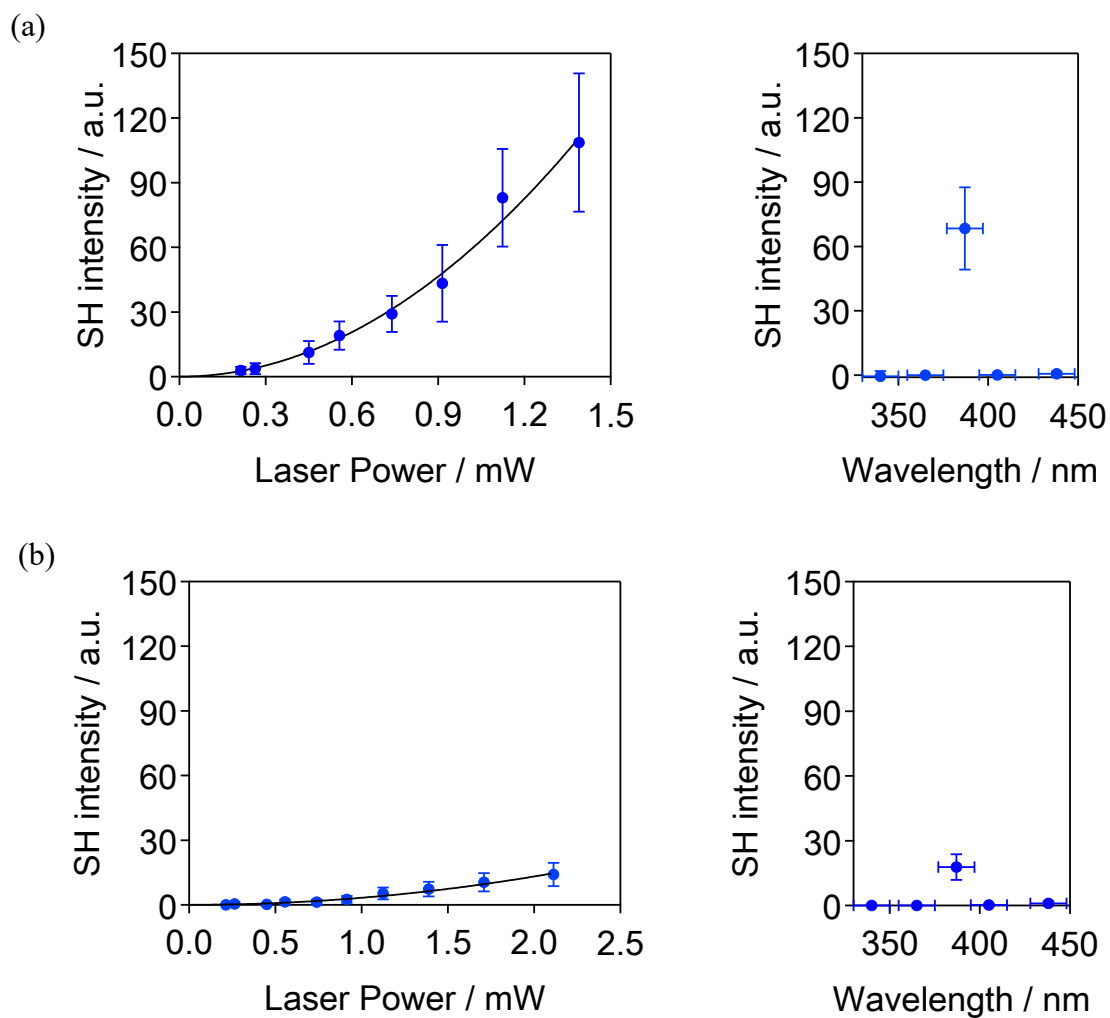 (a)
SH intensity / a.u.
150
120
90
60
30
0
0.0 0.3 0.6 0.9 1.2 1.5
Laser Power / mW
SH intensity / a.u.
150
120
90
60
30
0
350 400 450
Wavelength / nm
(b)
SH intensity / a.u.
150
120
90
60
30
0
0.0 0.5 1.0 1.5 2.0 2.5
Laser Power / mW
SH intensity / a.u.
150
120
90
60
30
0
350 400 450
Wavelength / nm